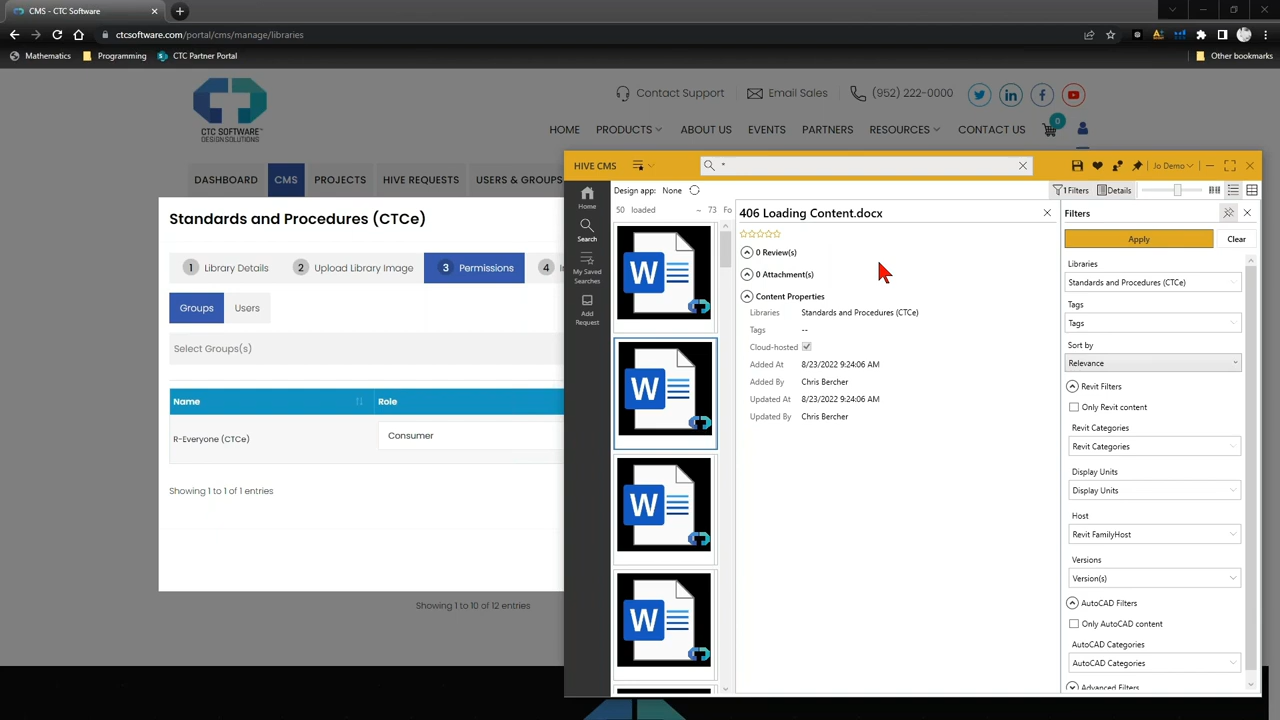 CMS - CTC Software
ctcsoftware.com/portal/cms/manage/libraries
Mathematics Programming CTC Partner Portal Other bookmarks
CTC SOFTWARE
DESIGN SOLUTIONS
Contact Support Email Sales (952) 222-0000
HOME PRODUCTS ABOUT US EVENTS PARTNERS RESOURCES CONTACT US 0
DASHBOARD CMS PROJECTS HIVE REQUESTS USERS & GROUPS
Standards and Procedures (CTCe)
1 Library Details 2 Upload Library Image 3 Permissions 4
Groups Users
Select Groups(s)
Name Role
R-Everyone (CTCe) Consumer
Showing 1 to 1 of 1 entries
Showing 1 to 10 of 12 entries
HIVE CMS * Jo Demo
Home
Search
My Saved
Searches
Add
Request
Design app: None 1 Filters Details
50 loaded ~ 73 Fo
W
W
W
W
406 Loading Content.docx
0 Review(s)
0 Attachment(s)
Content Properties
Libraries Standards and Procedures (CTCe)
Tags --
Cloud-hosted
Added At 8/23/2022 9:24:06 AM
Added By Chris Bercher
Updated At 8/23/2022 9:24:06 AM
Updated By Chris Bercher
Filters
Apply Clear
Libraries
Standards and Procedures (CTCe)
Tags
Tags
Sort by
Relevance
Revit Filters
Only Revit content
Revit Categories
Revit Categories
Display Units
Display Units
Host
Revit FamilyHost
Versions
Version(s)
AutoCAD Filters
Only AutoCAD content
AutoCAD Categories
AutoCAD Categories
Advanced Filters